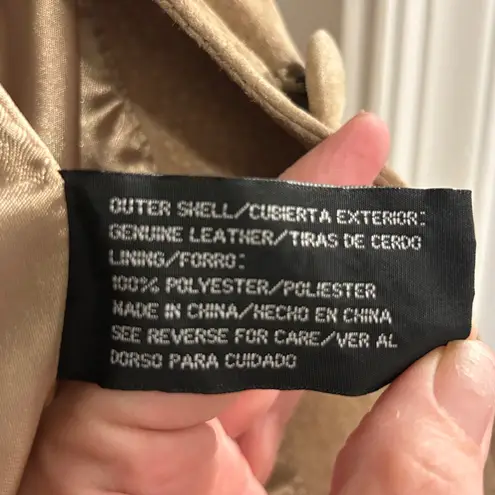 OUTER SHELL/CUBIERTA EXTERIOR:
GENUINE LEATHER/TIRAS DE CERDO
LINING/FORRO:
100% POLYESTER/POLIESTER
MADE IN CHINA/HECHO EN CHINA
SEE REVERSE FOR CARE/VER AL
DORSO PARA CUIDADO